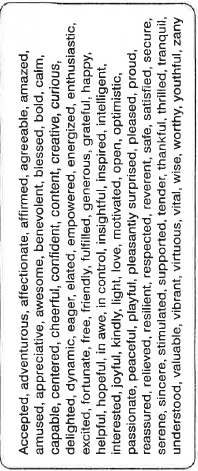 Accepted, adventurous, affectionate, affirmed, agreeable, amazed,
amused, appreciative, awesome, benevolent, blessed, bold, calm,
capable, centered, cheerful, confident, content, creative, curious,
delighted, dynamic, eager, elated, empowered, energized, enthusiastic,
excited, fortunate, free, friendly, fulfilled, generous, grateful, happy,
helpful, hopeful, in awe, in control, insightful, inspired, intelligent,
interested, joyful, kindly, light, love, motivated, open, optimistic,
passionate, peaceful, playful, pleasantly surprised, pleased, proud,
reassured, relieved, resilient, respected, reverent, safe, satisfied, secure,
serene, sincere, stimulated, supported, tender, thankful, thrilled, tranquil,
understood, valuable, vibrant, virtuous, vital, wise, worthy, youthful, zany